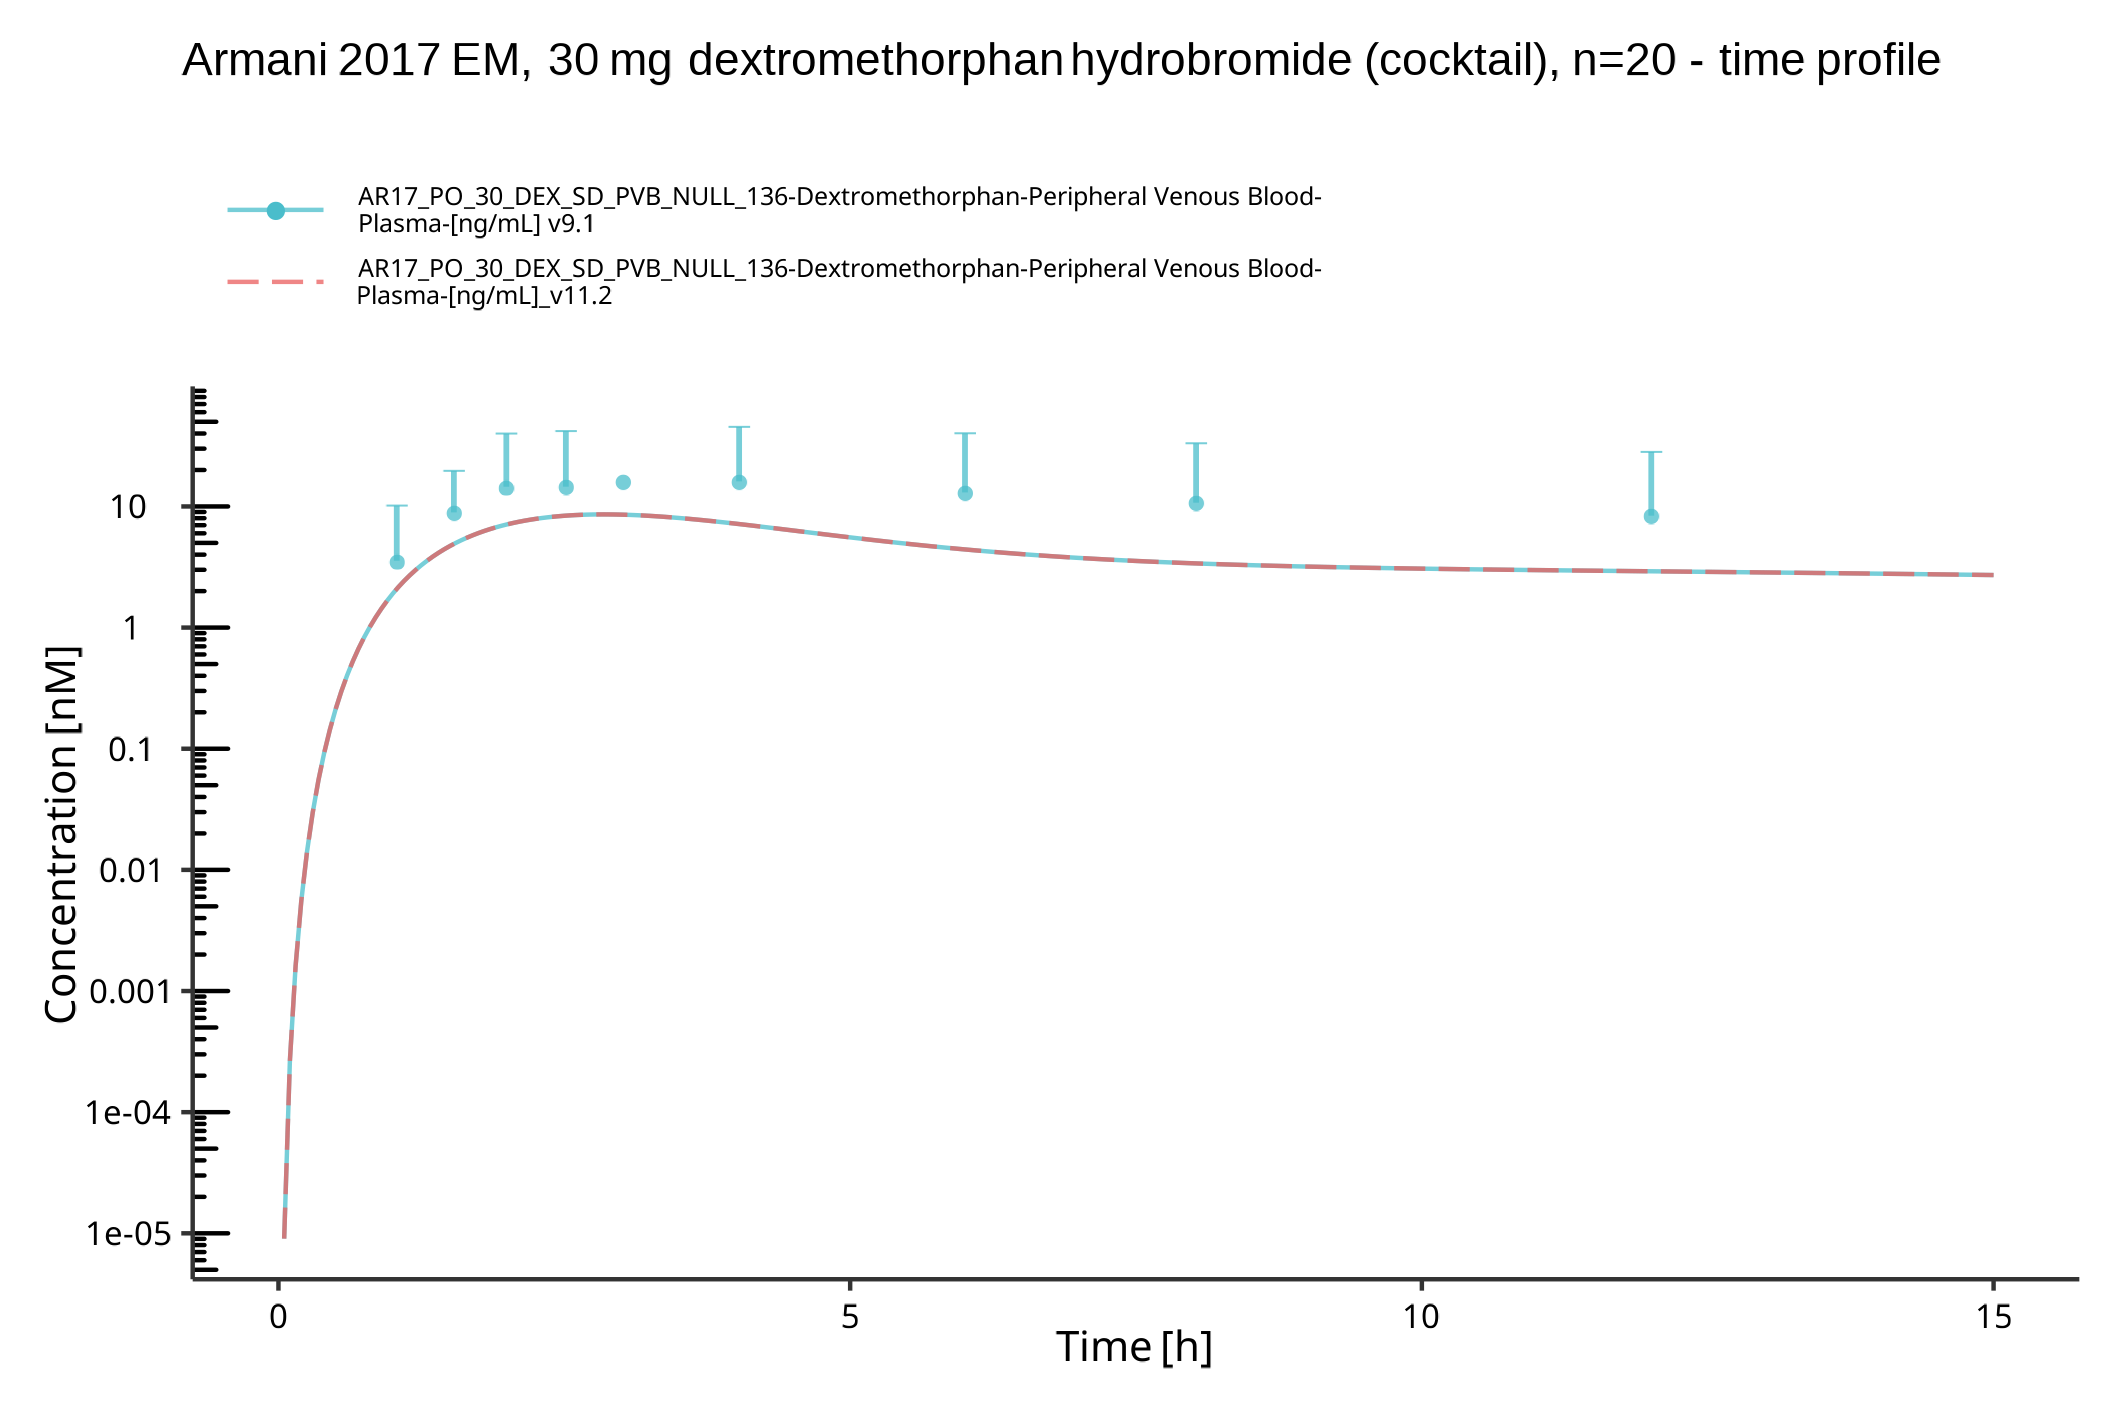 Armani 2017 EM, 30 mg dextromethorphan hydrobromide (cocktail), n=20 - time profile
AR17_PO_30_DEX_SD_PVB_NULL_136-Dextromethorphan-Peripheral Venous Blood-
Plasma-[ng/mL] v9.1
AR17_PO_30_DEX_SD_PVB_NULL_136-Dextromethorphan-Peripheral Venous Blood-
Plasma-[ng/mL]_v11.2
Concentration [nM]
10
1
0.1
0.01
0.001
1e-04
1e-05
0 5 10 15
Time [h]